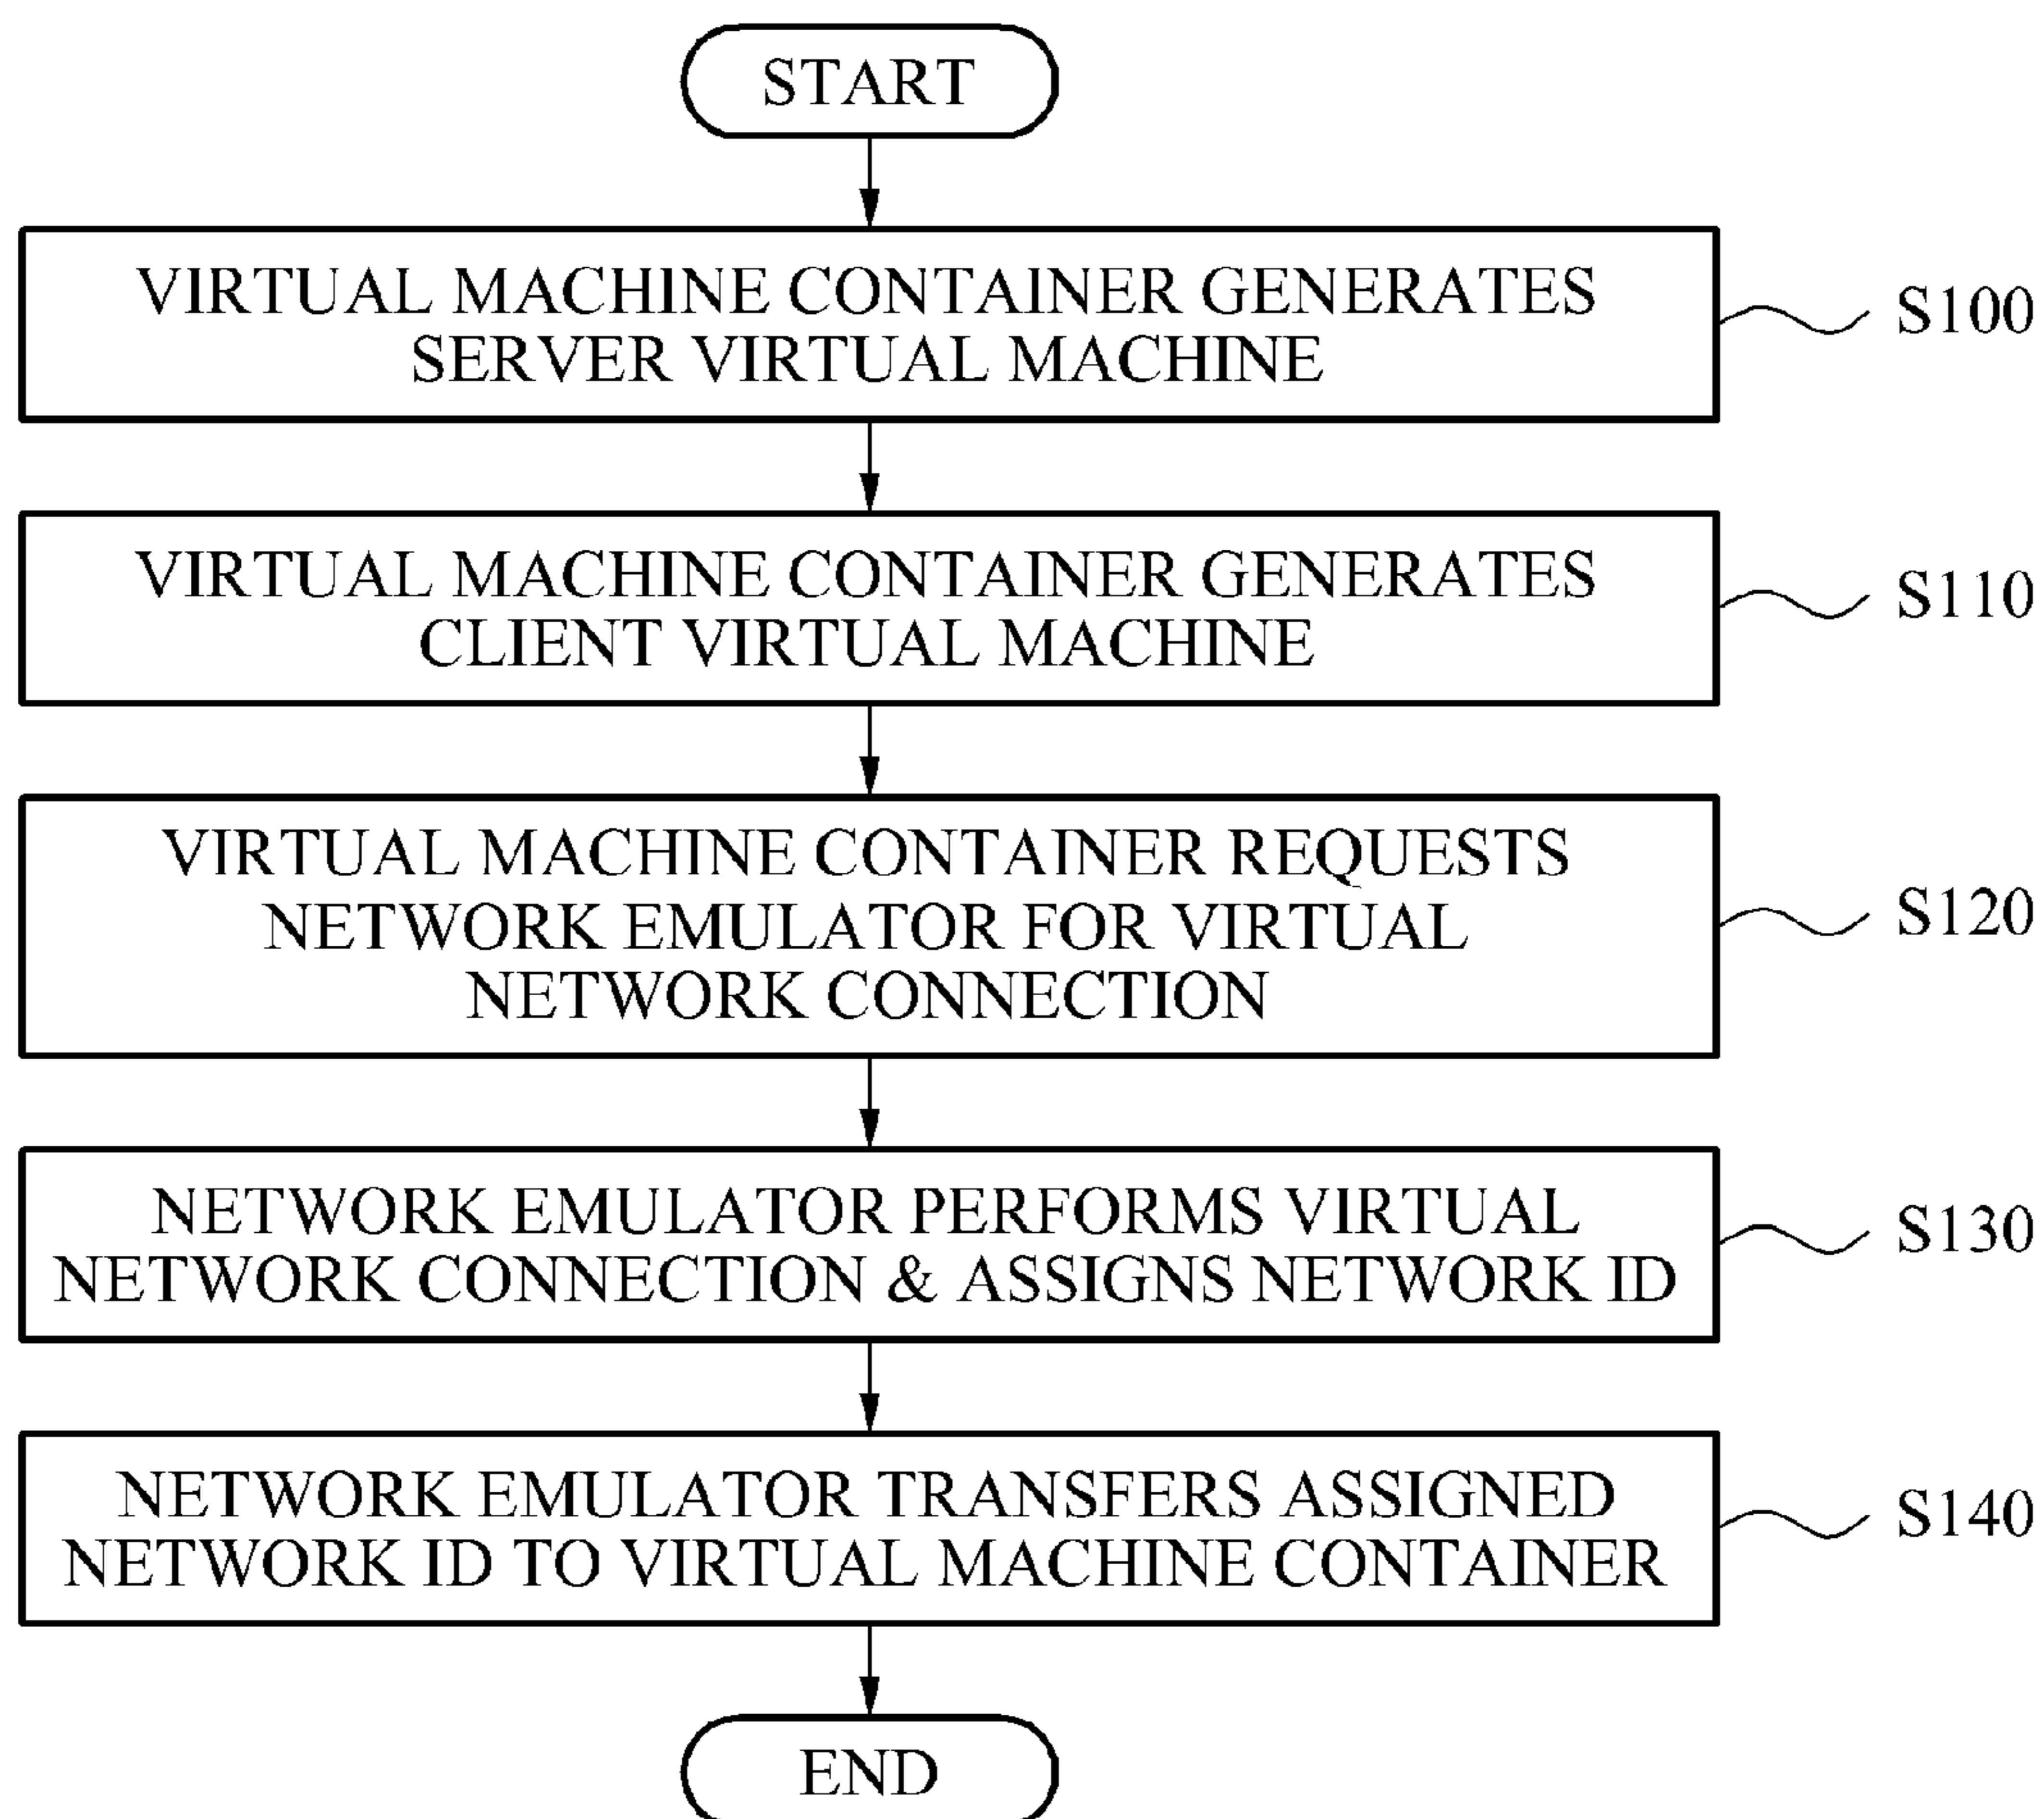 START
VIRTUAL MACHINE CONTAINER GENERATES
SERVER VIRTUAL MACHINE
S100
VIRTUAL MACHINE CONTAINER GENERATES
CLIENT VIRTUAL MACHINE
S110
VIRTUAL MACHINE CONTAINER REQUESTS
NETWORK EMULATOR FOR VIRTUAL
NETWORK CONNECTION
S120
NETWORK EMULATOR PERFORMS VIRTUAL
NETWORK CONNECTION & ASSIGNS NETWORK ID
S130
NETWORK EMULATOR TRANSFERS ASSIGNED
NETWORK ID TO VIRTUAL MACHINE CONTAINER
S140
END